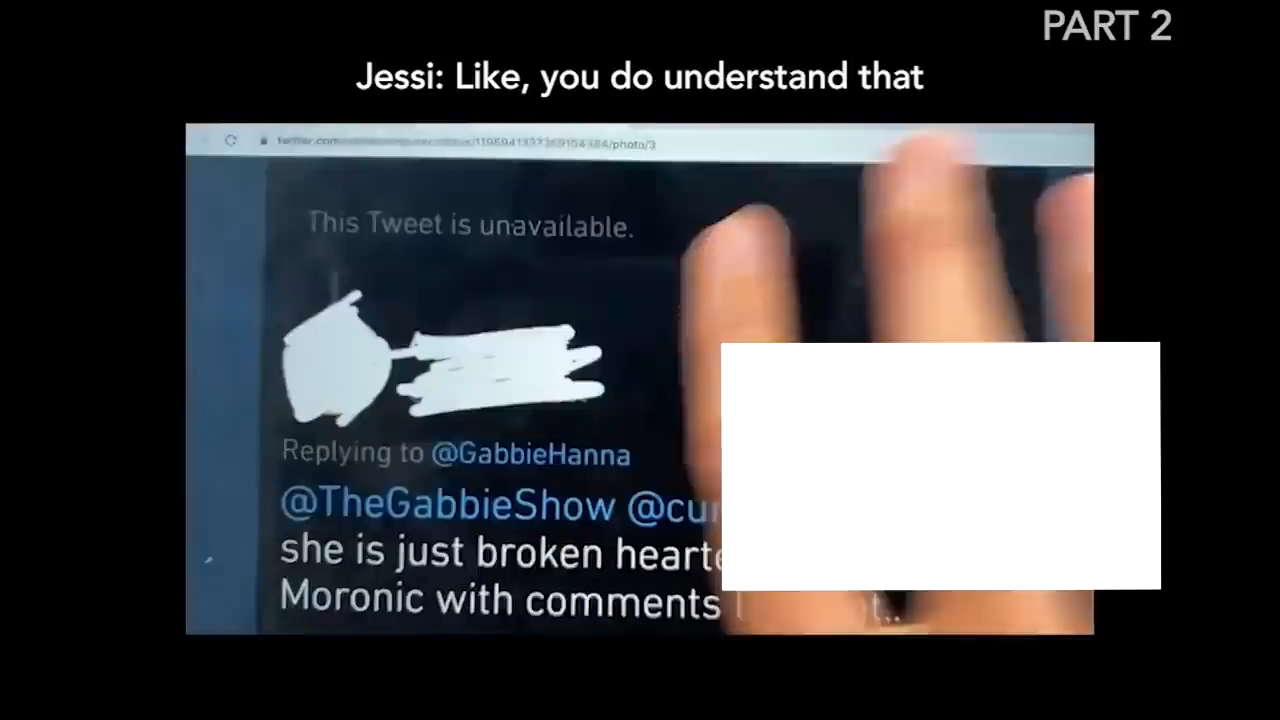 PART 2
Jessi: Like, you do understand that
This Tweet is unavailable.
Replying to @GabbieHanna
@TheGabbieShow
she is just broken
Moronic with comments